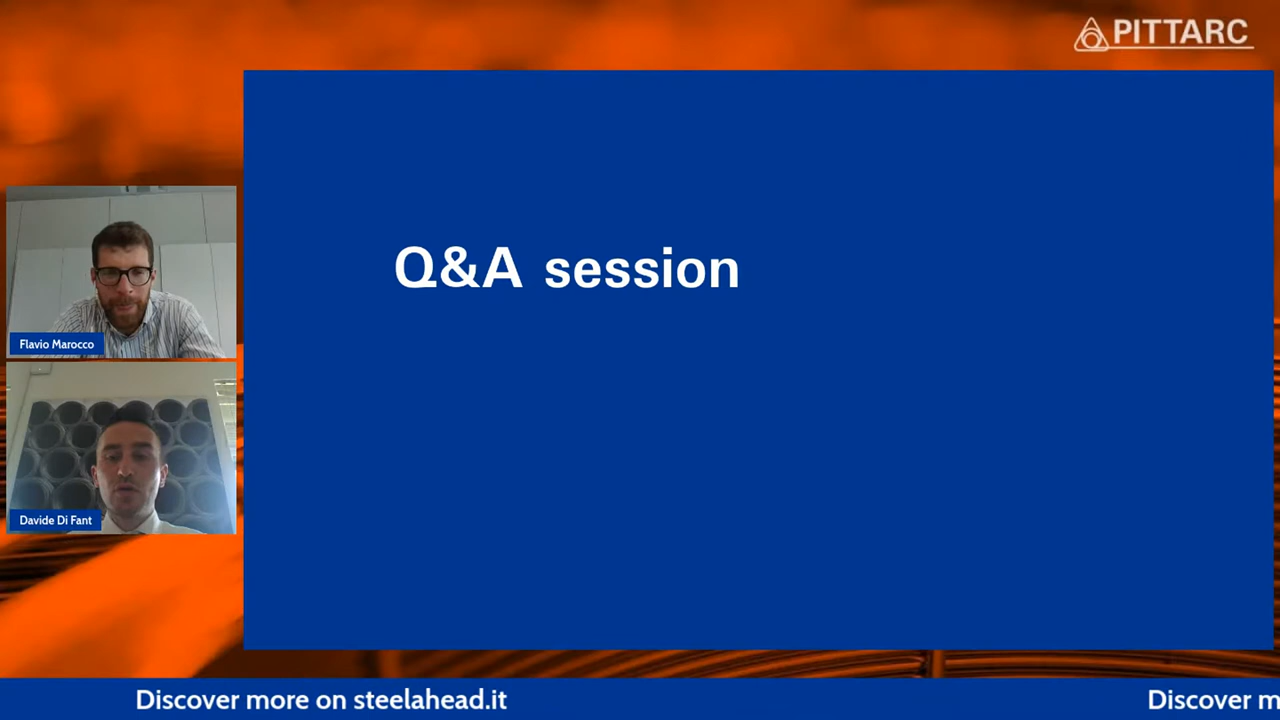 PITTARC
Q&A session
Flavio Marocco
Davide Di Fant
Discover more on steelahead.it
Discover m